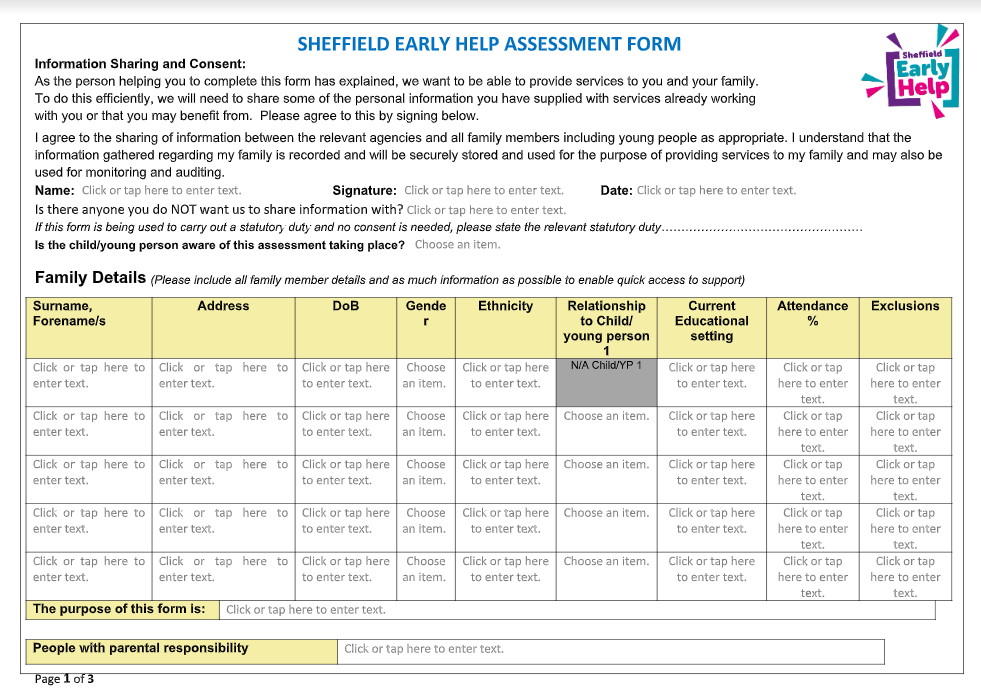 SHEFFIELD EARLY HELP ASSESSMENT FORM
Sheffield
Early
Help
Information Sharing and Consent:
As the person helping you to complete this form has explained, we want to be able to provide services to you and your family.
To do this efficiently, we will need to share some of the personal information you have supplied with services already working
with you or that you may benefit from.  Please agree to this by signing below.
I agree to the sharing of information between the relevant agencies and all family members including young people as appropriate. I understand that the
information gathered regarding my family is recorded and will be securely stored and used for the purpose of providing services to my family and may also be
used for monitoring and auditing.
Name: Click or tap here to enter text. Signature: Click or tap here to enter text. Date: Click or tap here to enter text.
Is there anyone you do NOT want us to share information with? Click or tap here to enter text.
If this form is being used to carry out a statutory duty and no consent is needed, please state the relevant statutory duty……………………………………………
Is the child/young person aware of this assessment taking place? Choose an item.
Family Details (Please include all family member details and as much information as possible to enable quick access to support)
Surname, Address DoB Gende Ethnicity Relationship Current Attendance Exclusions
Forename/s r to Child/ Educational %
young person setting
1
Click or tap here to Click or tap here to Click or tap here Choose Click or tap here N/A Child/YP 1 Click or tap here Click or tap Click or tap
enter text. enter text. to enter text. an item. to enter text. to enter text. here to enter here to enter
text. text.
Click or tap here to Click or tap here to Click or tap here Choose Click or tap here Choose an item. Click or tap here Click or tap Click or tap
enter text. enter text. to enter text. an item. to enter text. to enter text. here to enter here to enter
text. text.
Click or tap here to Click or tap here to Click or tap here Choose Click or tap here Choose an item. Click or tap here Click or tap Click or tap
enter text. enter text. to enter text. an item. to enter text. to enter text. here to enter here to enter
text. text.
Click or tap here to Click or tap here to Click or tap here Choose Click or tap here Choose an item. Click or tap here Click or tap Click or tap
enter text. enter text. to enter text. an item. to enter text. to enter text. here to enter here to enter
text. text.
Click or tap here to Click or tap here to Click or tap here Choose Click or tap here Choose an item. Click or tap here Click or tap Click or tap
enter text. enter text. to enter text. an item. to enter text. to enter text. here to enter here to enter
text. text.
The purpose of this form is: Click or tap here to enter text.
People with parental responsibility Click or tap here to enter text.
Page 1 of 3